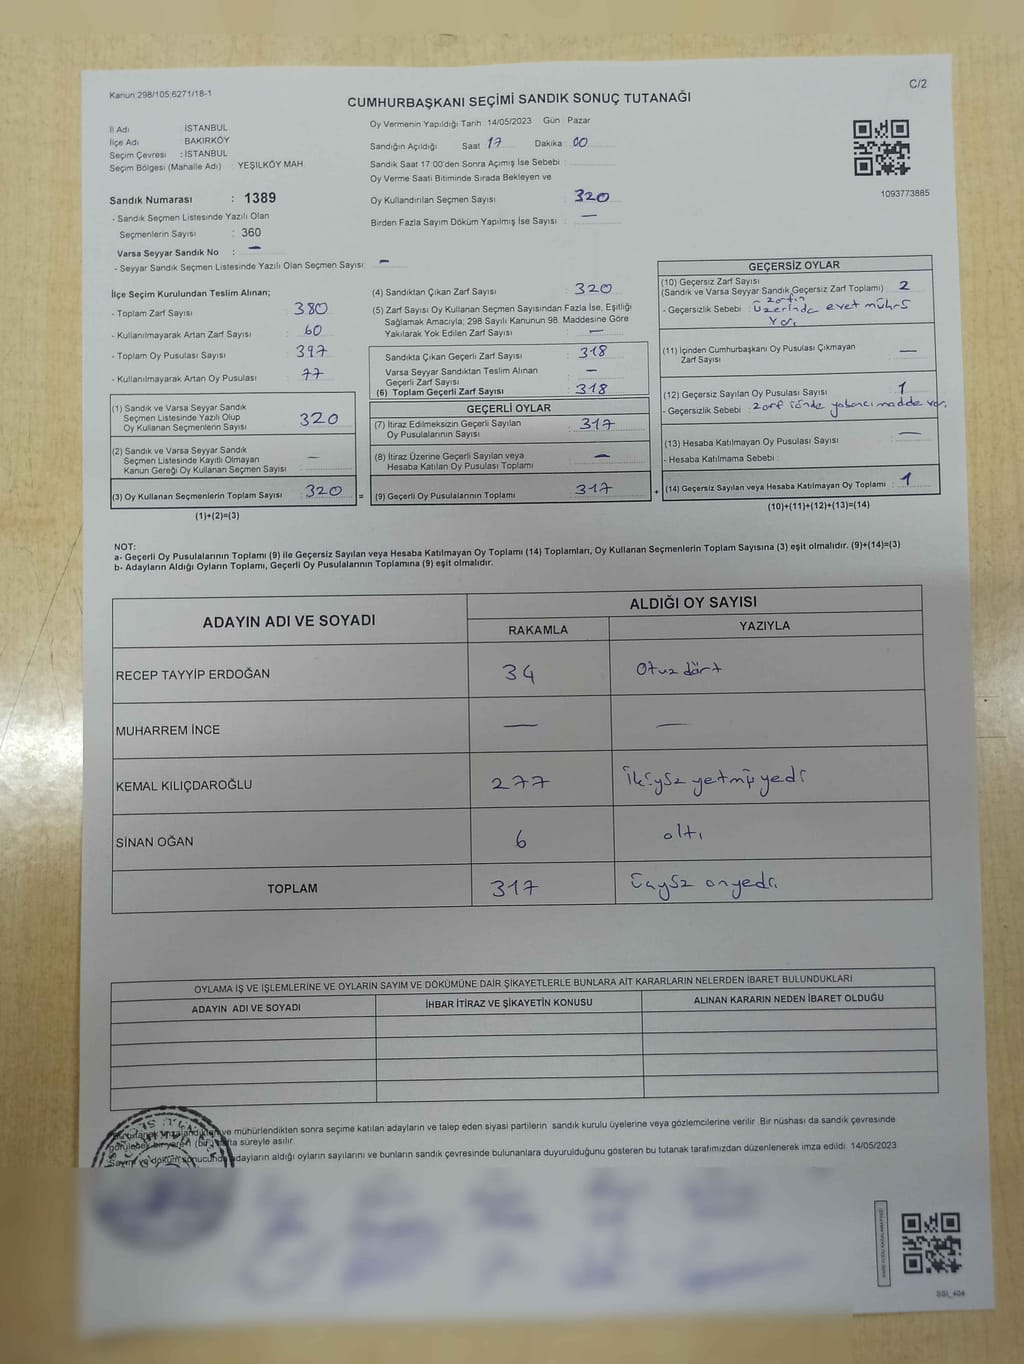 Kanun:298/105;6271/18-1
C/2
CUMHURBAŞKANI SEÇİMİ SANDIK SONUÇ TUTANAĞI
İl Adı İSTANBUL
İlçe Adı BAKIRKÖY
Seçim Çevresi : İSTANBUL
Seçim Bölgesi (Mahalle Adı) : YEŞİLKÖY MAH.
Oy Vermenin Yapıldığı Tarih 14/05/2023 Gün Pazar
Sandığın Açıldığı Saat 17 Dakika 00
Sandık Saat 17:00'den Sonra Açımış İse Sebebi :
Oy Verme Saati Bitiminde Sırada Bekleyen ve
Oy Kullandırılan Seçmen Sayısı : 320
Birden Fazla Sayım Döküm Yapılmış İse Sayısı : —
1093773885
Sandık Numarası : 1389
- Sandık Seçmen Listesinde Yazılı Olan
Seçmenlerin Sayısı : 360
Varsa Seyyar Sandık No : —
- Seyyar Sandık Seçmen Listesinde Yazılı Olan Seçmen Sayısı: —
İlçe Seçim Kurulundan Teslim Alınan;
- Toplam Zarf Sayısı : 380
- Kullanılmayarak Artan Zarf Sayısı : 60
- Toplam Oy Pusulası Sayısı : 397
- Kullanılmayarak Artan Oy Pusulası : 77
(1) Sandık ve Varsa Seyyar Sandık
Seçmen Listesinde Yazılı Olup
Oy Kullanan Seçmenlerin Sayısı : 320
(2) Sandık ve Varsa Seyyar Sandık
Seçmen Listesinde Kayıtlı Olmayan
Kanun Gereği Oy Kullanan Seçmen Sayısı : —
(3) Oy Kullanan Seçmenlerin Toplam Sayısı : 320 =
(1)+(2)=(3)
(4) Sandıktan Çıkan Zarf Sayısı : 320
(5) Zarf Sayısı Oy Kullanan Seçmen Sayısından Fazla İse, Eşitliği
Sağlamak Amacıyla; 298 Sayılı Kanunun 98. Maddesine Göre
Yakılarak Yok Edilen Zarf Sayısı : —
Sandıkta Çıkan Geçerli Zarf Sayısı : 318
Varsa Seyyar Sandıktan Teslim Alınan
Geçerli Zarf Sayısı : —
(6) Toplam Geçerli Zarf Sayısı : 318
GEÇERLİ OYLAR
(7) İtiraz Edilmeksizin Geçerli Sayılan
Oy Pusulalarının Sayısı : 317
(8) İtiraz Üzerine Geçerli Sayılan veya
Hesaba Katılan Oy Pusulası Toplamı : —
(9) Geçerli Oy Pusulalarının Toplamı : 317 +
GEÇERSİZ OYLAR
(10) Geçersiz Zarf Sayısı
(Sandık ve Varsa Seyyar Sandık Geçersiz Zarf Toplamı) : 2
zarfın
- Geçersizlik Sebebi : üzerinde evet mührü
var.
(11) İçinden Cumhurbaşkanı Oy Pusulası Çıkmayan
Zarf Sayısı : —
(12) Geçersiz Sayılan Oy Pusulası Sayısı : 1
- Geçersizlik Sebebi : zarf içinde yabancı madde var.
(13) Hesaba Katılmayan Oy Pusulası Sayısı : —
- Hesaba Katılmama Sebebi :
(14) Geçersiz Sayılan veya Hesaba Katılmayan Oy Toplamı : 1
(10)+(11)+(12)+(13)=(14)
NOT:
a- Geçerli Oy Pusulalarının Toplamı (9) ile Geçersiz Sayılan veya Hesaba Katılmayan Oy Toplamı (14) Toplamları, Oy Kullanan Seçmenlerin Toplam Sayısına (3) eşit olmalıdır. (9)+(14)=(3)
b- Adayların Aldığı Oyların Toplamı, Geçerli Oy Pusulalarının Toplamına (9) eşit olmalıdır.
ADAYIN ADI VE SOYADI
ALDIĞI OY SAYISI
RAKAMLA YAZIYLA
RECEP TAYYİP ERDOĞAN 34 Otuz dört
MUHARREM İNCE — —
KEMAL KILIÇDAROĞLU 277 ikiyüz yetmiş yedi
SİNAN OĞAN 6 altı
TOPLAM 317 üçyüz onyedi
OYLAMA İŞ VE İŞLEMLERİNE VE OYLARIN SAYIM VE DÖKÜMÜNE DAİR ŞİKAYETLERLE BUNLARA AİT KARARLARIN NELERDEN İBARET BULUNDUKLARI
ADAYIN ADI VE SOYADI İHBAR İTİRAZ VE ŞİKAYETİN KONUSU ALINAN KARARIN NEDEN İBARET OLDUĞU
ve mühürlendikten sonra seçime katılan adayların ve talep eden siyasi partilerin sandık kurulu üyelerine veya gözlemcilerine verilir. Bir nüshası da sandık çevresinde
süreyle asılır.
adayların aldığı oyların sayılarını ve bunların sandık çevresinde bulunanlara duyurulduğunu gösteren bu tutanak tarafımızdan düzenlenerek imza edildi. 14/05/2023
SSI_404